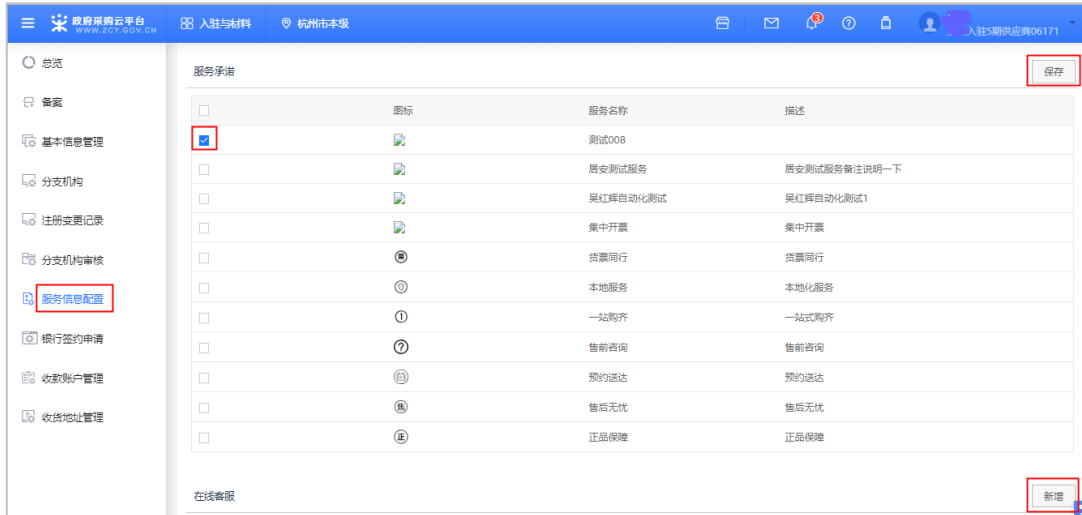 政府采购云平台
WWW.ZCY.GOV.CN
入驻与材料
杭州市本级
3
入驻5期供应商06171
总览
备案
基本信息管理
分支机构
注册变更记录
分支机构审核
服务信息配置
银行签约申请
收款账户管理
收货地址管理
服务承诺
保存
图标 服务名称 描述
测试008
居安测试服务 居安测试服务备注说明一下
吴红辉自动化测试 吴红辉自动化测试1
集中开票 集中开票
货票同行 货票同行
本地服务 本地化服务
1 一站购齐 一站式购齐
? 售前咨询 售前咨询
预约送达 预约送达
售 售后无忧 售后无忧
正 正品保障 正品保障
在线客服
新增